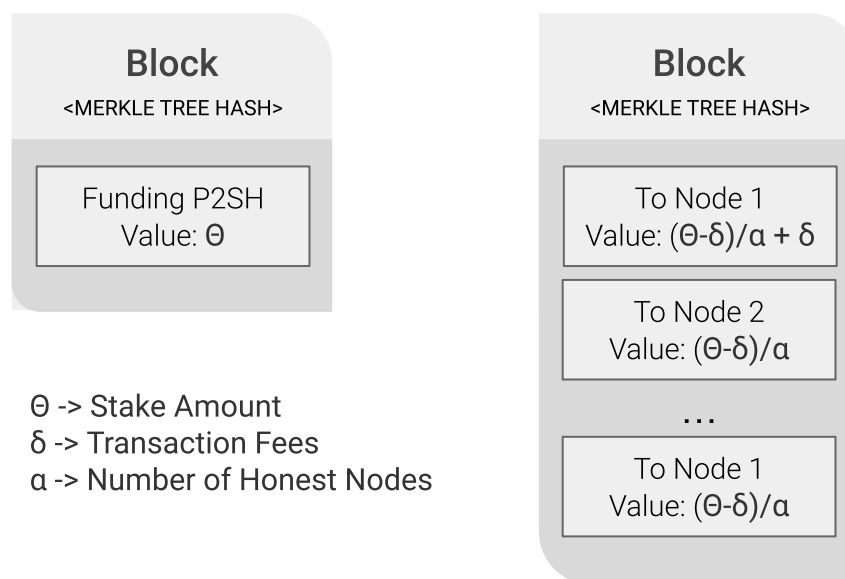 Block
<MERKLE TREE HASH>
Funding P2SH
Value: Θ
Θ -> Stake Amount
δ -> Transaction Fees
α -> Number of Honest Nodes
Block
<MERKLE TREE HASH>
To Node 1
Value: (Θ-δ)/α + δ
To Node 2
Value: (Θ-δ)/α
...
To Node 1
Value: (Θ-δ)/α